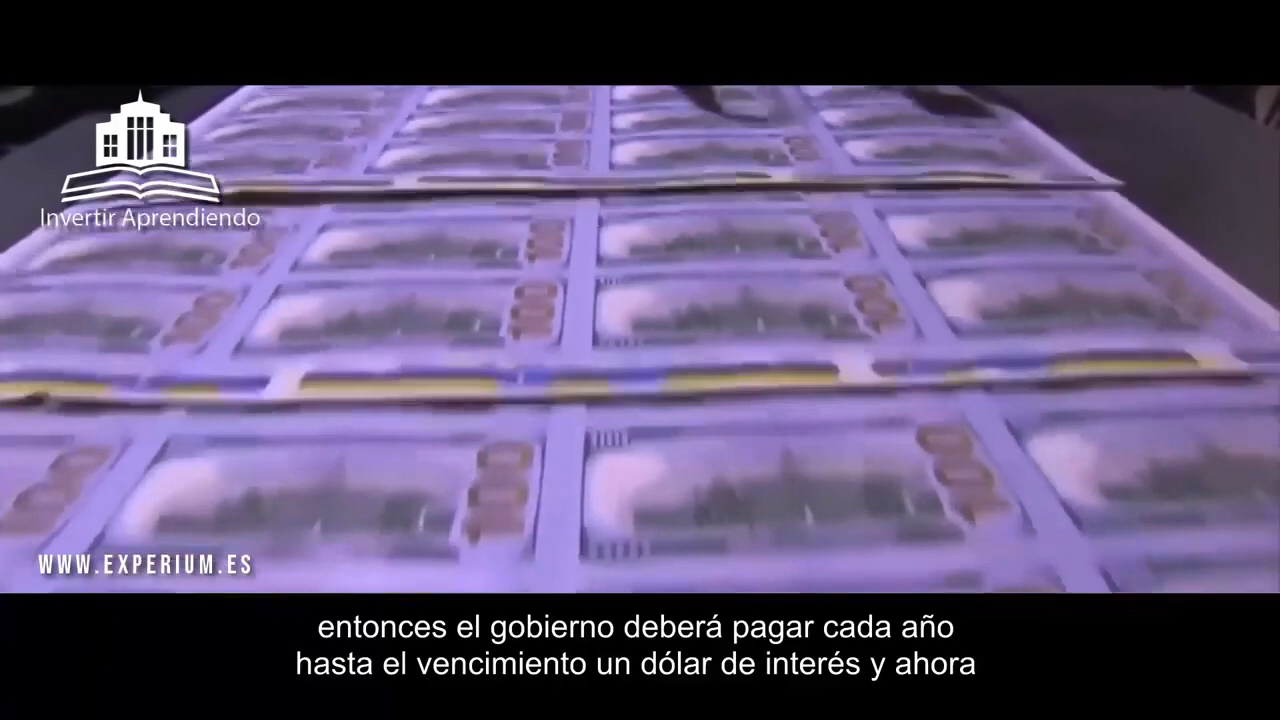 Invertir Aprendiendo
WWW.EXPERIUM.ES
entonces el gobierno deberá pagar cada año
hasta el vencimiento un dólar de interés y ahora